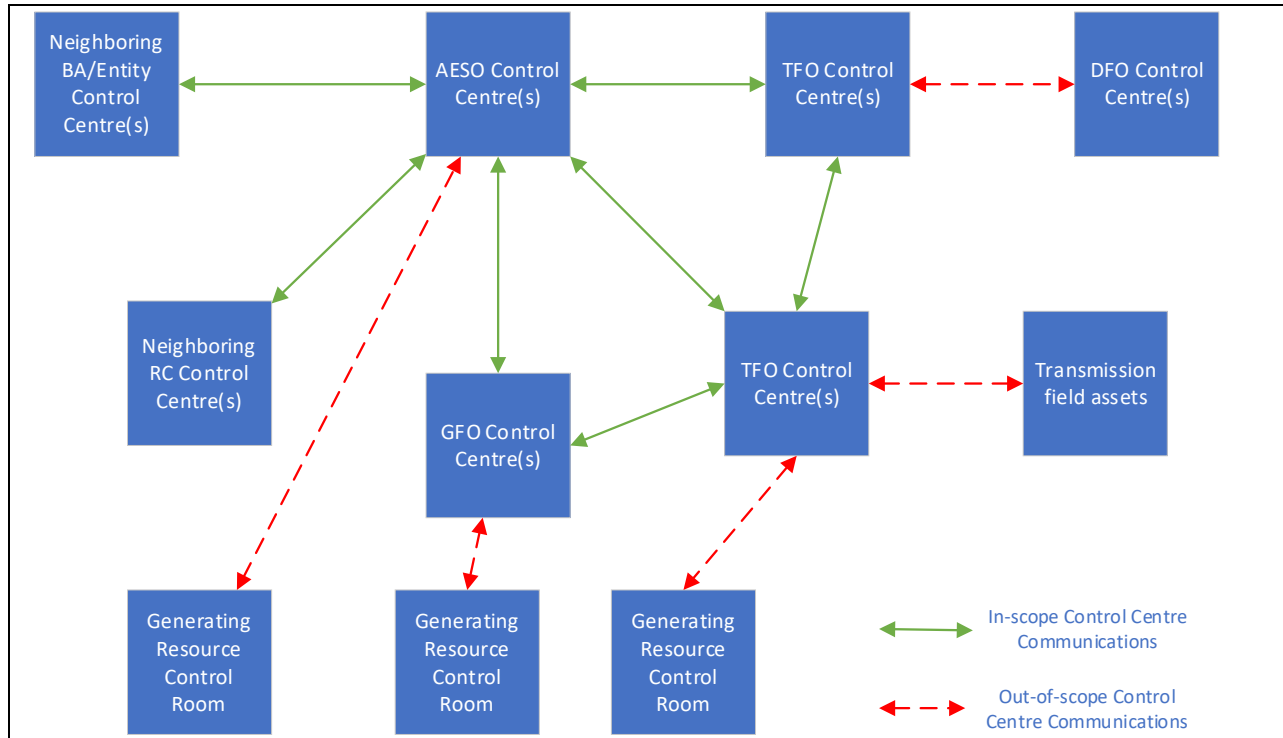 Neighboring
BA/Entity
Control
Centre(s)
AESO Control
Centre(s)
TFO Control
Centre(s)
DFO Control
Centre(s)
Neighboring
RC Control
Centre(s)
GFO Control
Centre(s)
TFO Control
Centre(s)
Transmission
field assets
Generating
Resource
Control
Room
Generating
Resource
Control
Room
Generating
Resource
Control
Room
In-scope Control Centre
Communications
Out-of-scope Control
Centre Communications